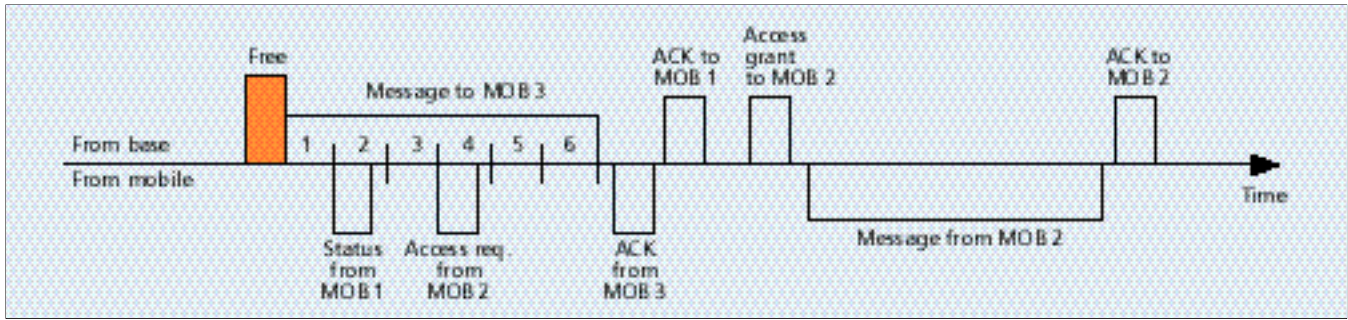 Free
Message to MOB 3
ACK to
MOB 1
Access
grant
to MOB 2
ACK to
MOB 2
From base
1 2 3 4 5 6
From mobile
Time
Status
from
MOB 1
Access req.
from
MOB 2
ACK
from
MOB 3
Message from MOB 2